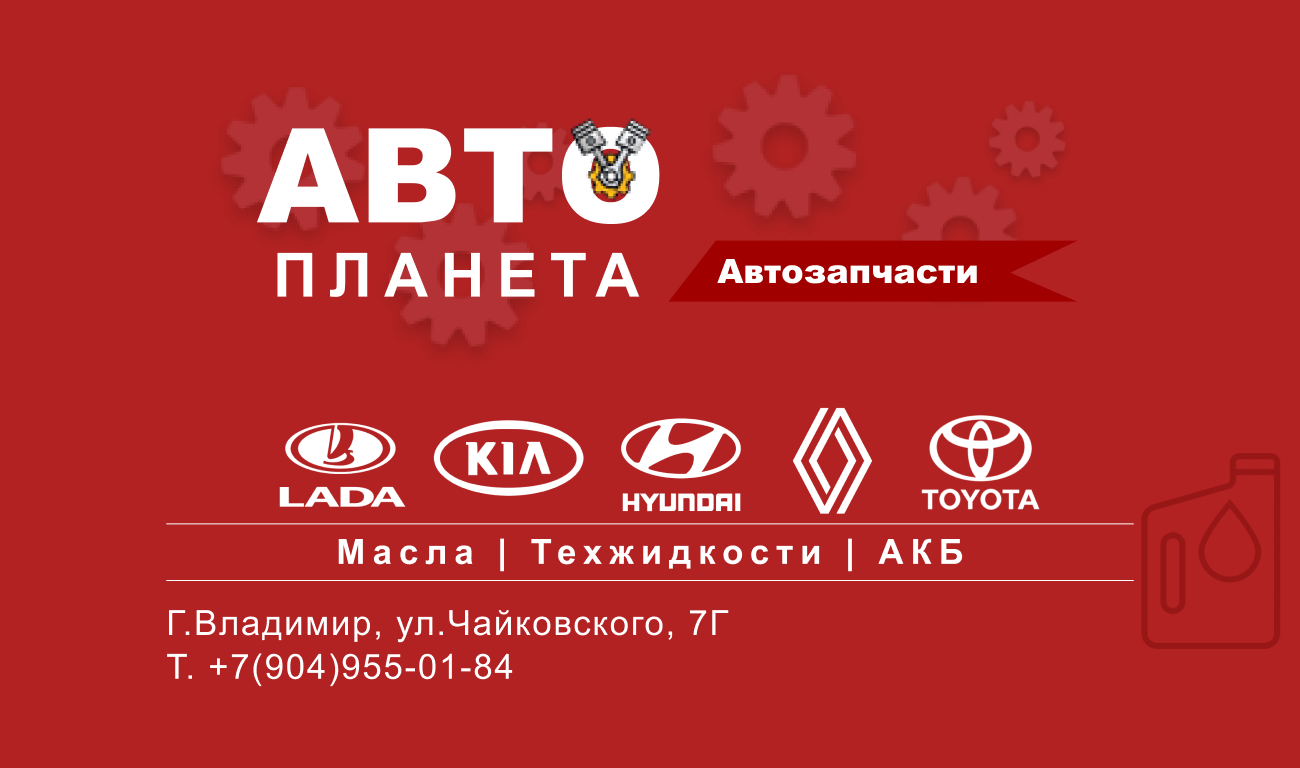 АВТО
ПЛАНЕТА
Автозапчасти
LADA
KIA
HYUNDAI
TOYOTA
Масла | Техжидкости | АКБ
Г.Владимир, ул.Чайковского, 7Г
Т. +7(904)955-01-84